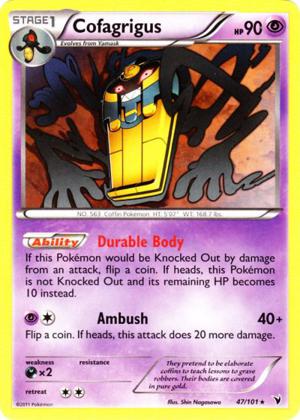 STAGE 1
Cofagrigus
HP 90
Evolves from Yamask
NO. 563 Coffin Pokémon HT: 5'07" WT: 168.7 lbs.
Ability Durable Body
If this Pokémon would be Knocked Out by damage
from an attack, flip a coin. If heads, this Pokémon
is not Knocked Out and its remaining HP becomes
10 instead.
Ambush 40+
Flip a coin. If heads, this attack does 20 more damage.
weakness
×2
resistance
retreat
They pretend to be elaborate
coffins to teach lessons to grave
robbers. Their bodies are covered
in pure gold.
Illus. Shin Nagasawa
47/101 ★
©2011 Pokémon